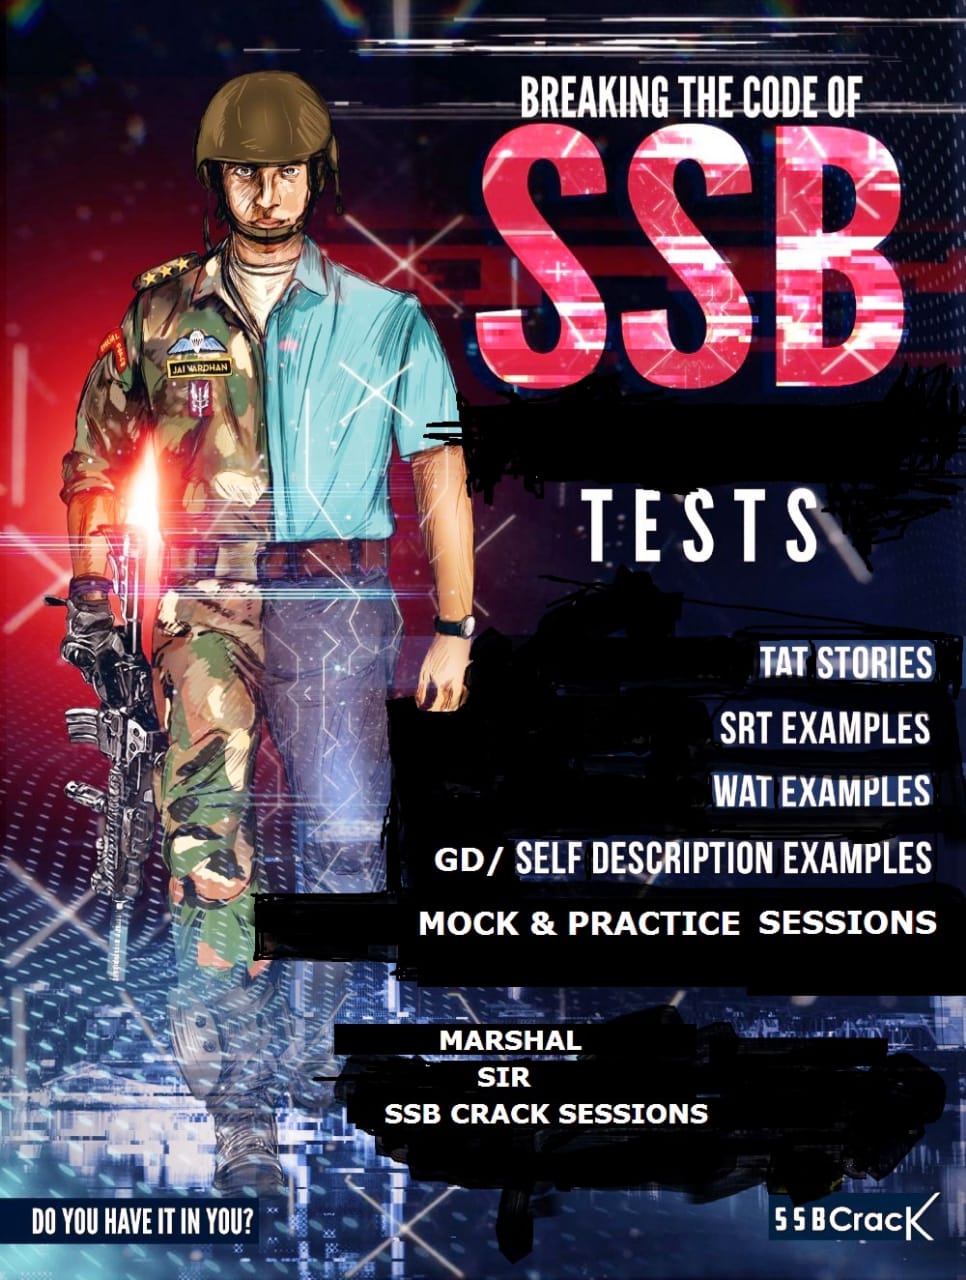 BREAKING THE CODE OF
SSB
TESTS
JAI VARDHAN
TAT STORIES
SRT EXAMPLES
WAT EXAMPLES
GD/ SELF DESCRIPTION EXAMPLES
MOCK & PRACTICE SESSIONS
MARSHAL
SIR
SSB CRACK SESSIONS
DO YOU HAVE IT IN YOU?
SSBCracK